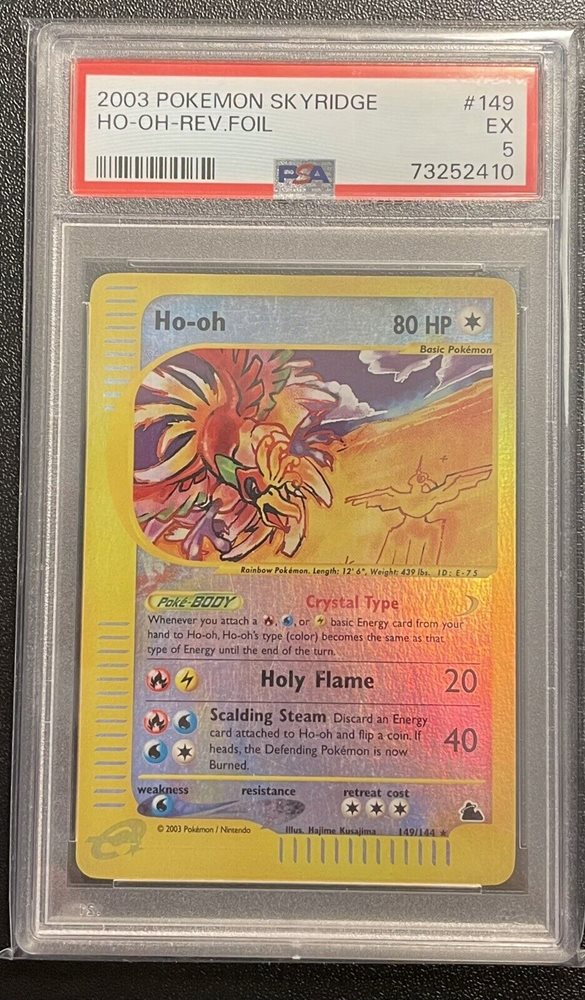 2003 POKEMON SKYRIDGE #149
HO-OH-REV.FOIL EX
5
PSA 73252410
Ho-oh 80 HP
Basic Pokémon
Rainbow Pokémon. Length: 12' 6", Weight: 439 lbs. ID: E-75
Poké-BODY Crystal Type
Whenever you attach a , , or basic Energy card from your
hand to Ho-oh, Ho-oh's type (color) becomes the same as that
type of Energy until the end of the turn.
Holy Flame 20
Scalding Steam Discard an Energy
card attached to Ho-oh and flip a coin. If
heads, the Defending Pokémon is now
Burned.
40
weakness resistance retreat cost
© 2003 Pokémon / Nintendo Illus. Hajime Kusajima 149/144 ★